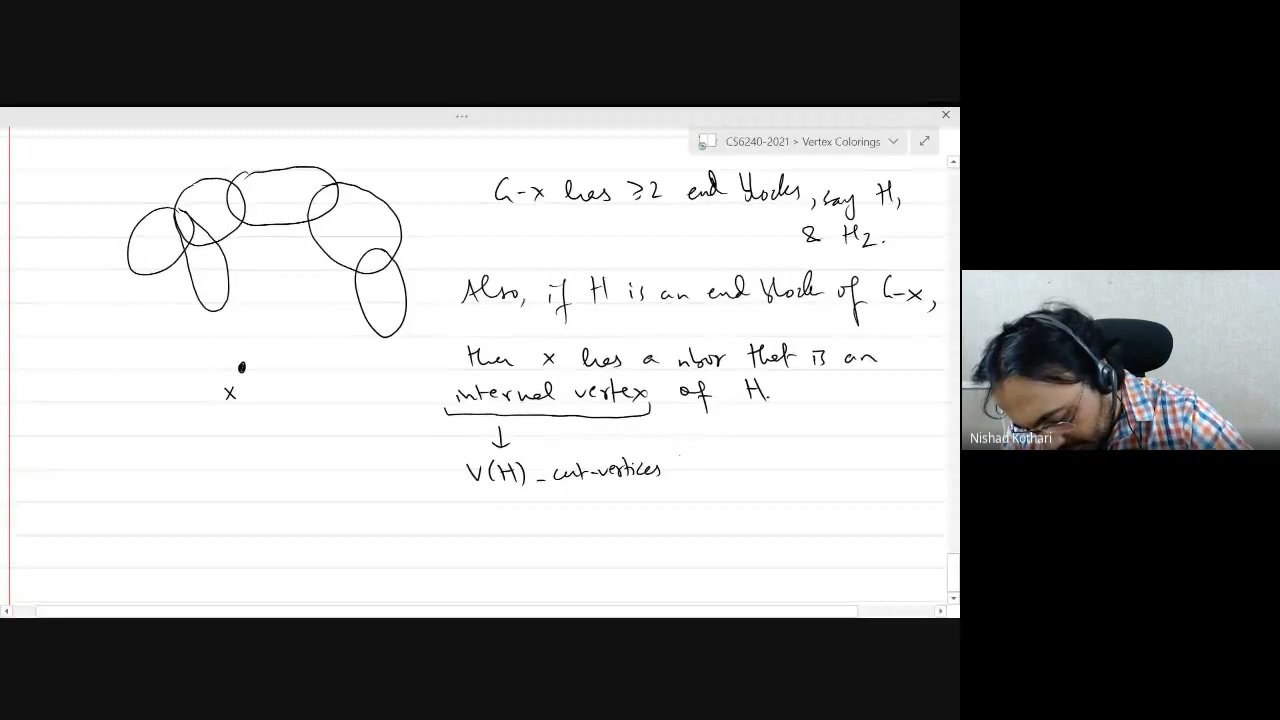 CS6240-2021 > Vertex Colorings
G-x has ≥2 end blocks, say H₁
& H₂.
Also, if H is an end block of G-x,
then x has a nbor that is an
internal vertex of H.
↓
V(H) - cut-vertices
x
Nishad Kothari